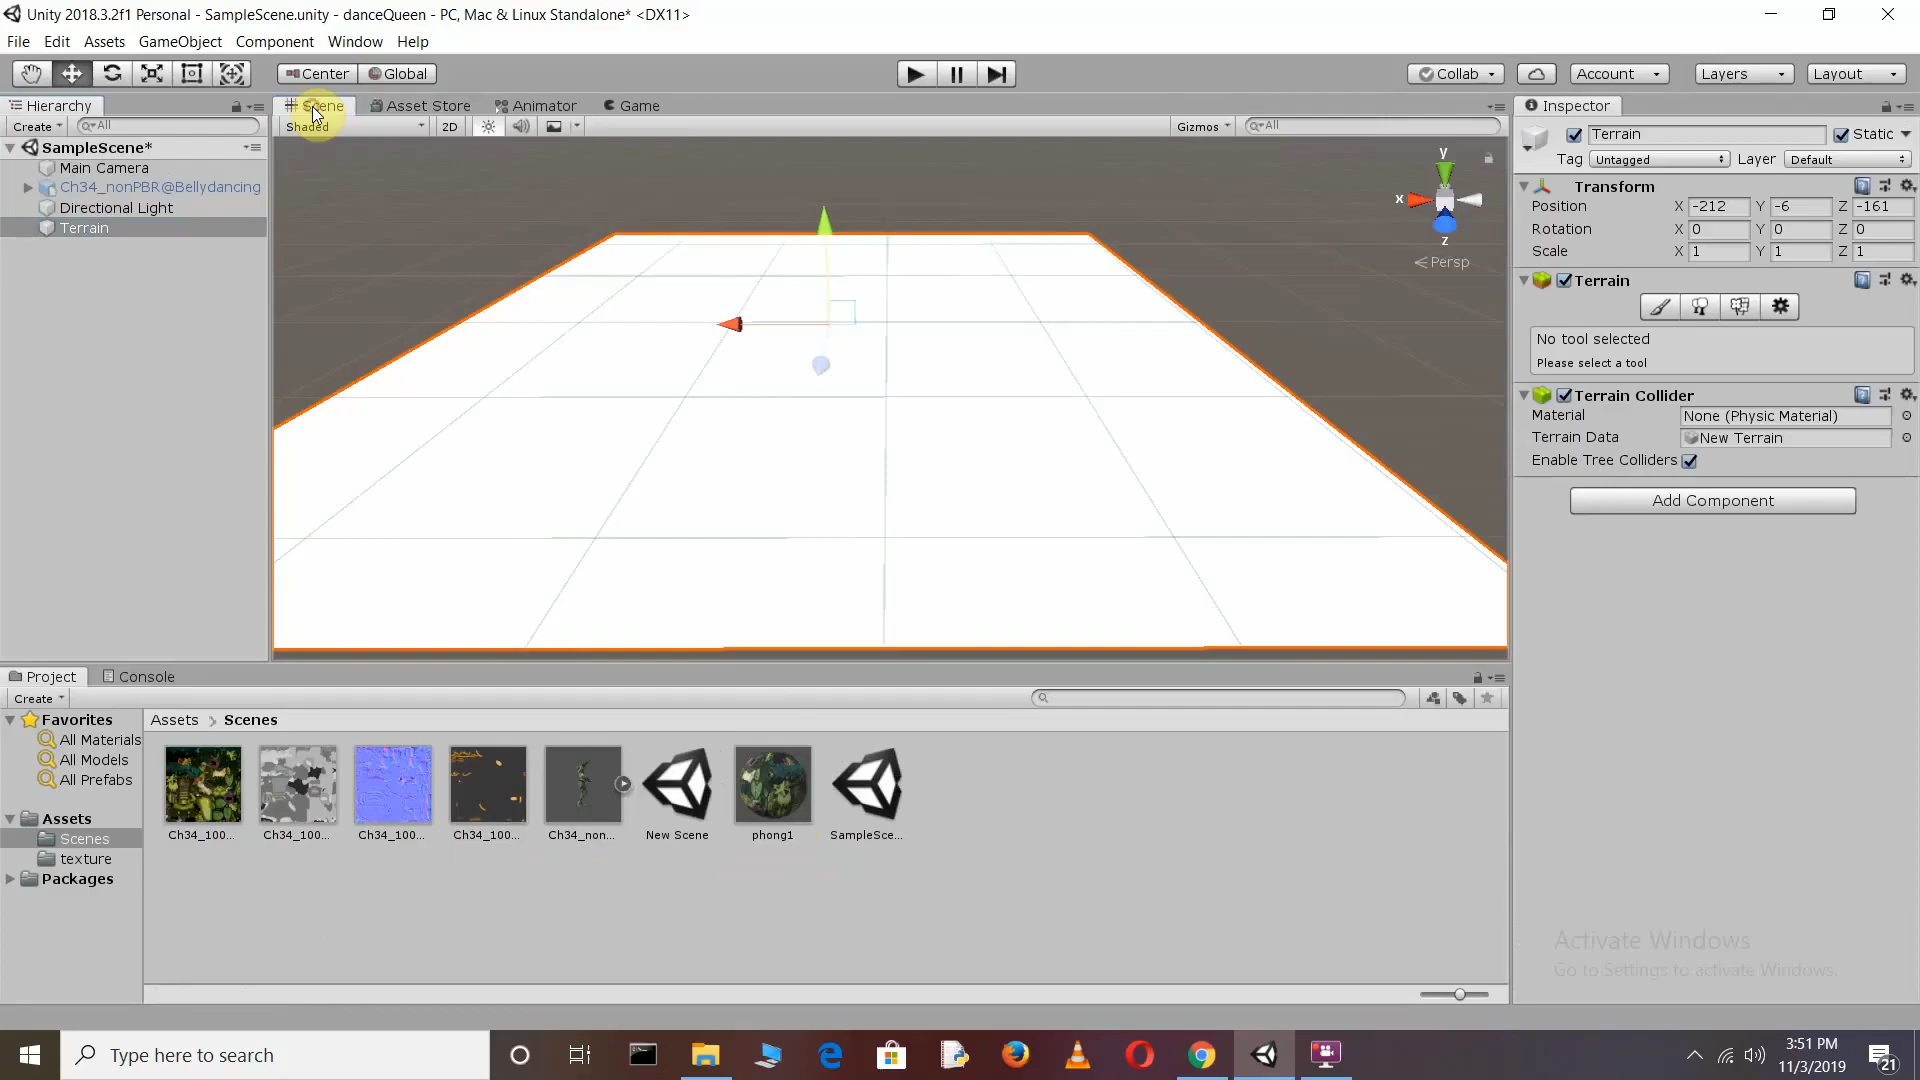 Unity 2018.3.2f1 Personal - SampleScene.unity - danceQueen - PC, Mac & Linux Standalone* <DX11>
File Edit Assets GameObject Component Window Help
Center Global Collab Account Layers Layout
Hierarchy Scene Asset Store Animator Game Inspector
Create All Shaded 2D Gizmos All
SampleScene*
Main Camera
Ch34_nonPBR@Bellydancing
Directional Light
Terrain
y
x
z
Persp
Terrain Static
Tag Untagged Layer Default
Transform
Position X -212 Y -6 Z -161
Rotation X 0 Y 0 Z 0
Scale X 1 Y 1 Z 1
Terrain
No tool selected
Please select a tool
Terrain Collider
Material None (Physic Material)
Terrain Data New Terrain
Enable Tree Colliders
Add Component
Project Console
Create
Favorites
All Materials
All Models
All Prefabs
Assets
Scenes
texture
Packages
Assets > Scenes
Ch34_100... Ch34_100... Ch34_100... Ch34_100... Ch34_non... New Scene phong1 SampleSce...
Activate Windows
Go to Settings to activate Windows.
Type here to search
3:51 PM
11/3/2019
21